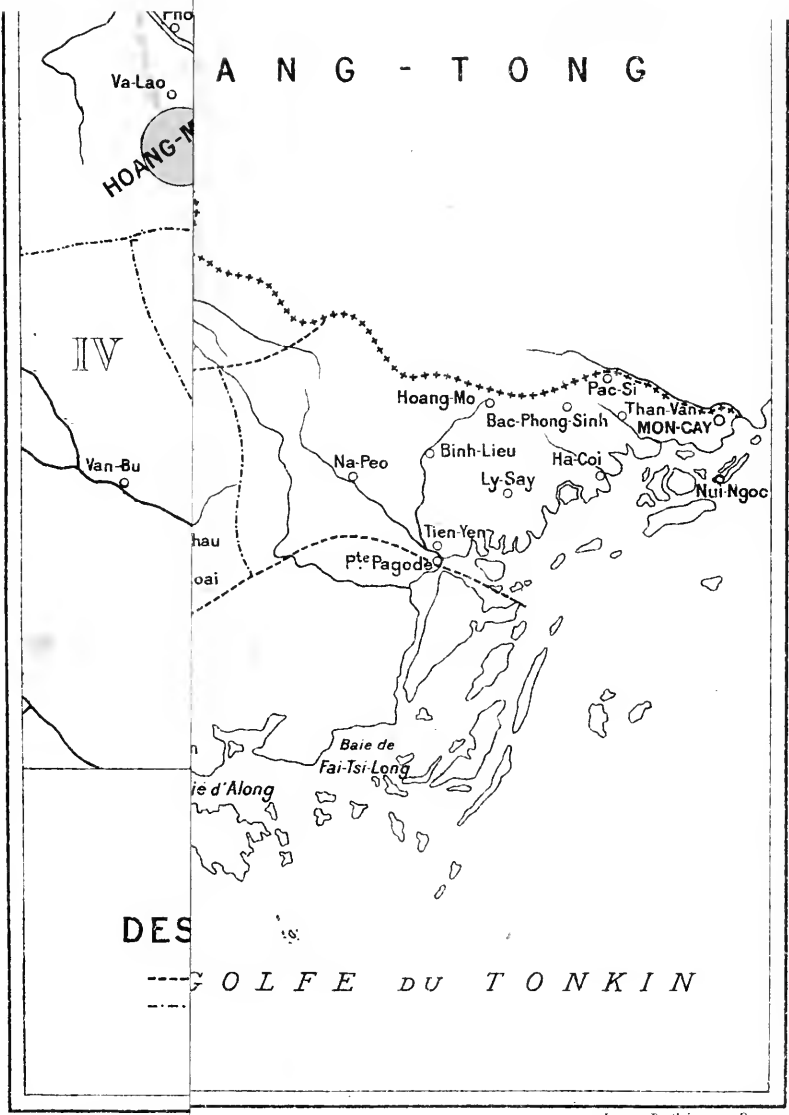 ANG-TONG
Va-Lao
HOANG-M
IV
Pac-Si
Hoang-Mo
Than-Van
Bac-Phong-Sinh
MON-CAY
Binh-Lieu
Ha-Coi
Van-Bu
Na-Peo
Ly-Say
Nui-Ngoc
Tien-Yen
hau
Pte Pagode
oai
Baie de
Fai-Tsi-Long
ie d'Along
DES
GOLFE DU TONKIN